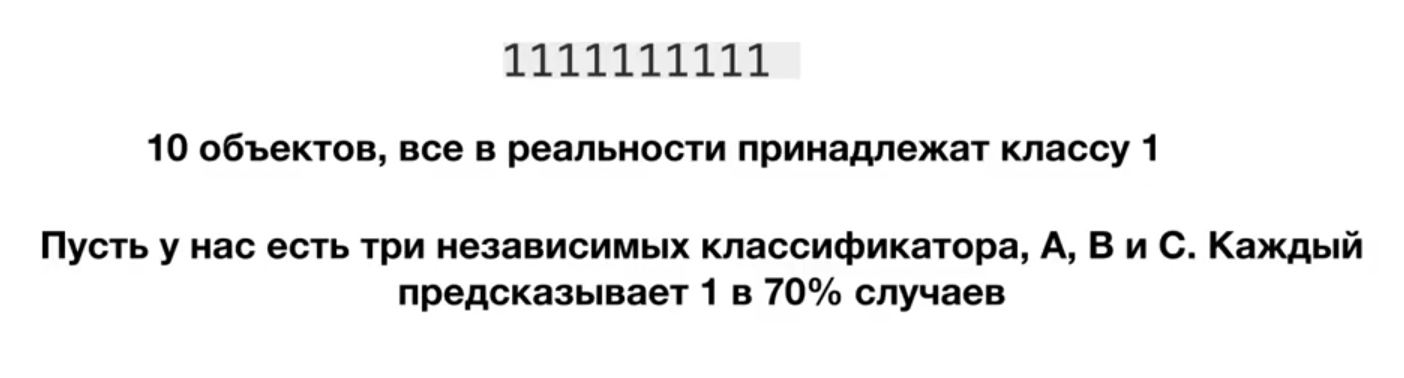 1111111111
10 объектов, все в реальности принадлежат классу 1
Пусть у нас есть три независимых классификатора, А, В и С. Каждый
предсказывает 1 в 70% случаев